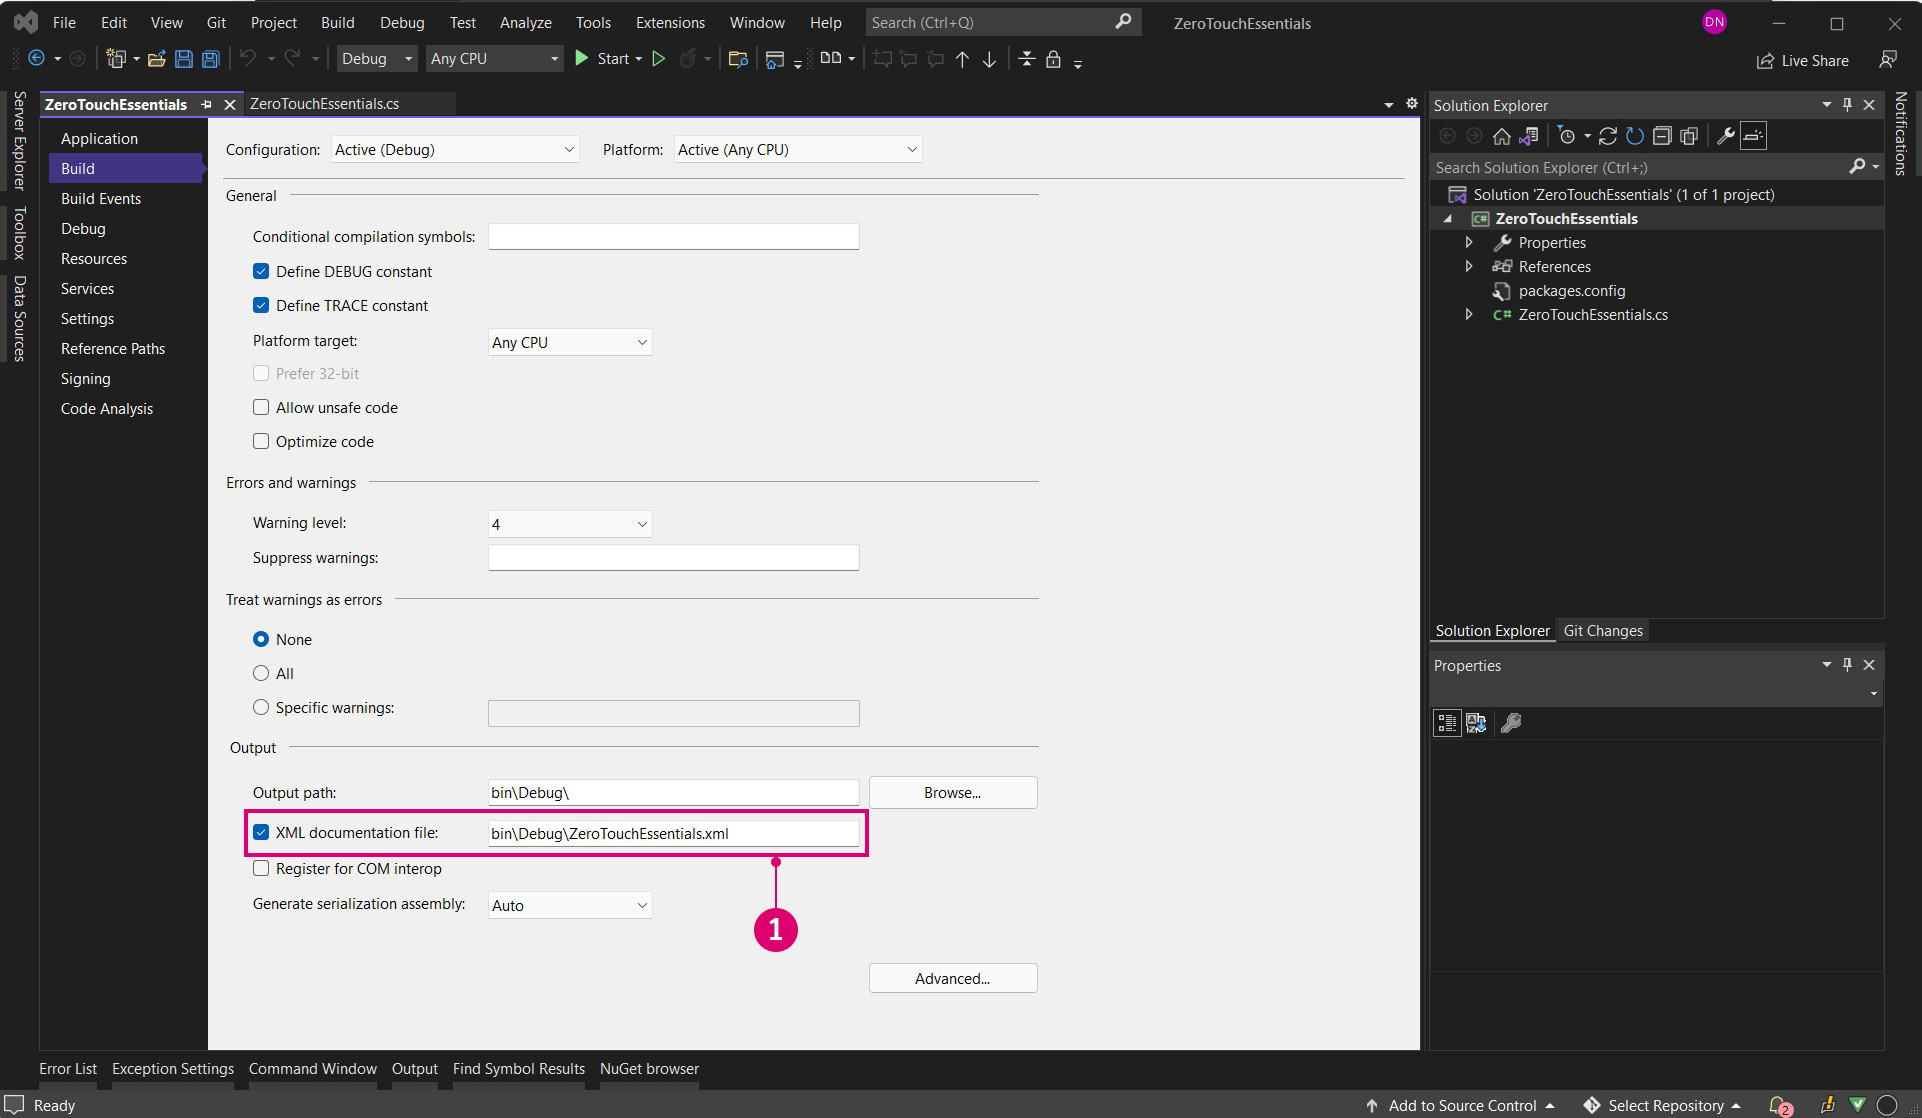 File Edit View Git Project Build Debug Test Analyze Tools Extensions Window Help Search (Ctrl+Q) ZeroTouchEssentials DN
Debug Any CPU Start Live Share
Server Explorer
Toolbox
Data Sources
ZeroTouchEssentials ZeroTouchEssentials.cs
Application
Build
Build Events
Debug
Resources
Services
Settings
Reference Paths
Signing
Code Analysis
Configuration: Active (Debug) Platform: Active (Any CPU)
General
Conditional compilation symbols:
Define DEBUG constant
Define TRACE constant
Platform target: Any CPU
Prefer 32-bit
Allow unsafe code
Optimize code
Errors and warnings
Warning level: 4
Suppress warnings:
Treat warnings as errors
None
All
Specific warnings:
Output
Output path: bin\Debug\ Browse...
XML documentation file: bin\Debug\ZeroTouchEssentials.xml
Register for COM interop
Generate serialization assembly: Auto
1
Advanced...
Solution Explorer
Search Solution Explorer (Ctrl+;)
Solution 'ZeroTouchEssentials' (1 of 1 project)
C# ZeroTouchEssentials
Properties
References
packages.config
C# ZeroTouchEssentials.cs
Solution Explorer Git Changes
Properties
Notifications
Error List Exception Settings Command Window Output Find Symbol Results NuGet browser
Ready Add to Source Control Select Repository 2